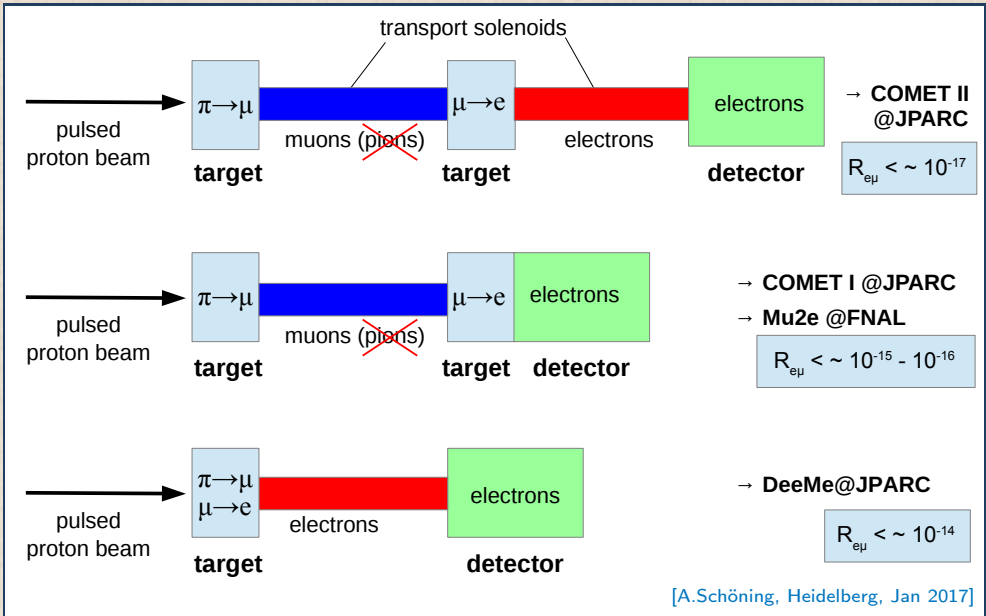 transport solenoids
π→μ
μ→e
electrons
→ COMET II
@JPARC
pulsed
proton beam
muons (pions)
electrons
target
target
detector
R_eμ < ~ 10^-17
π→μ
μ→e
electrons
→ COMET I @JPARC
→ Mu2e @FNAL
pulsed
proton beam
muons (pions)
target
target
detector
R_eμ < ~ 10^-15 - 10^-16
π→μ
μ→e
electrons
→ DeeMe@JPARC
pulsed
proton beam
electrons
target
detector
R_eμ < ~ 10^-14
[A.Schöning, Heidelberg, Jan 2017]